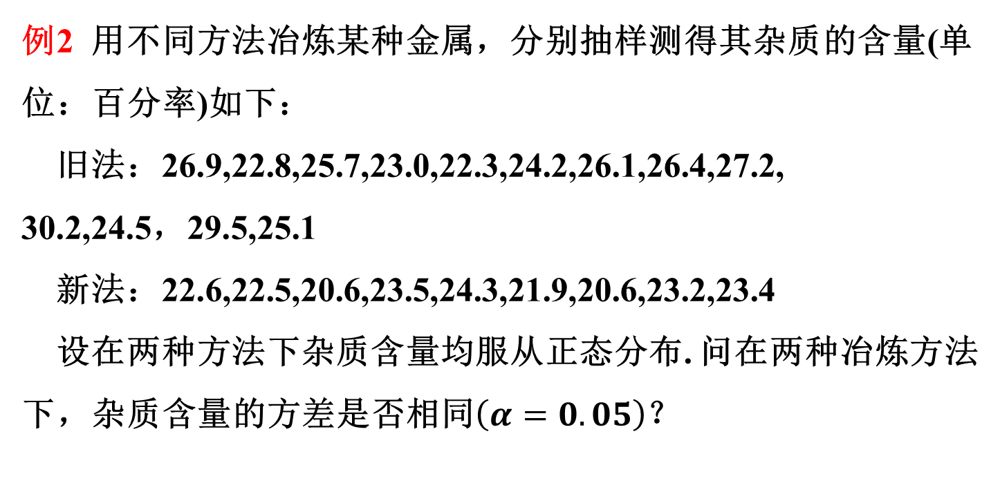 例2 用不同方法冶炼某种金属，分别抽样测得其杂质的含量(单
位：百分率)如下：
旧法：26.9,22.8,25.7,23.0,22.3,24.2,26.1,26.4,27.2,
30.2,24.5，29.5,25.1
新法：22.6,22.5,20.6,23.5,24.3,21.9,20.6,23.2,23.4
设在两种方法下杂质含量均服从正态分布. 问在两种冶炼方法
下，杂质含量的方差是否相同(α = 0.05)？